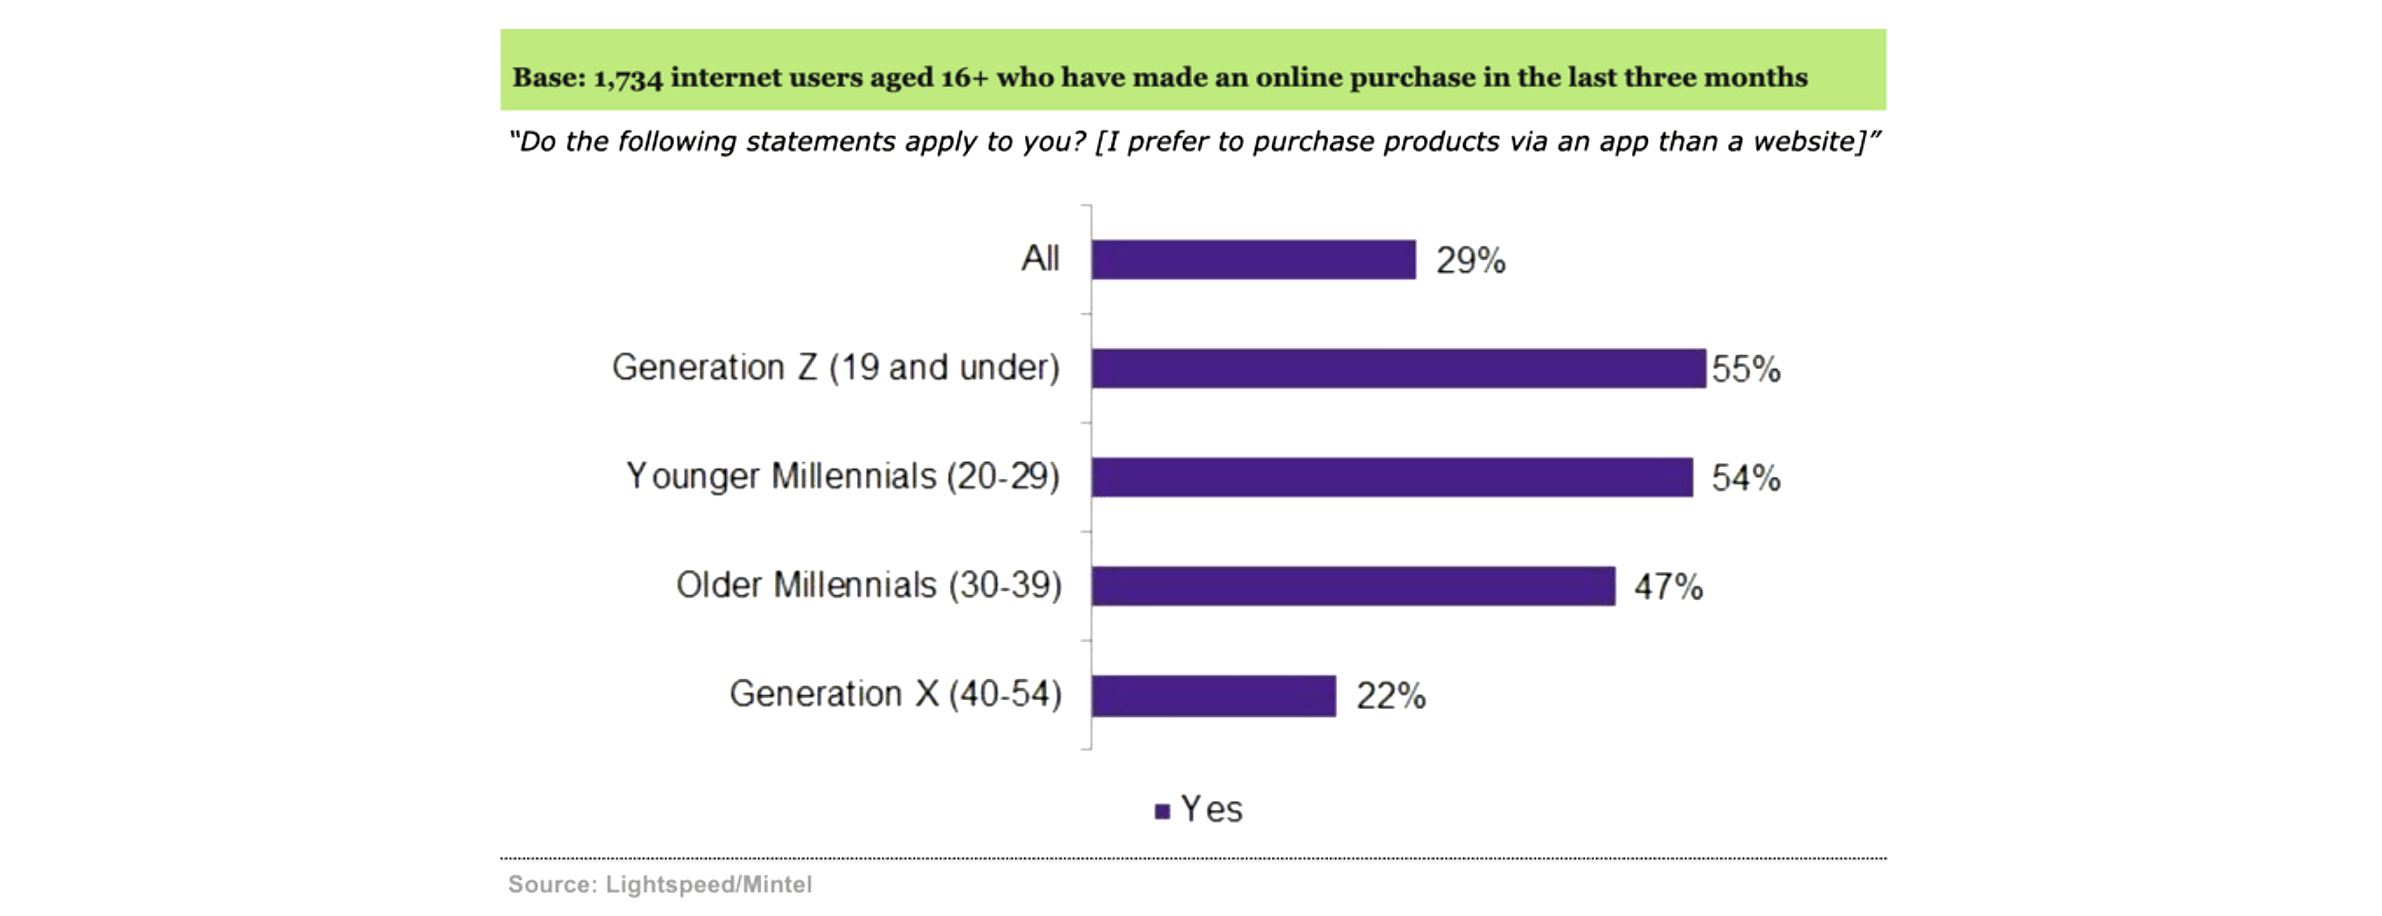 Base: 1,734 internet users aged 16+ who have made an online purchase in the last three months
“Do the following statements apply to you? [I prefer to purchase products via an app than a website]”
All 29%
Generation Z (19 and under) 55%
Younger Millennials (20-29) 54%
Older Millennials (30-39) 47%
Generation X (40-54) 22%
Yes
Source: Lightspeed/Mintel